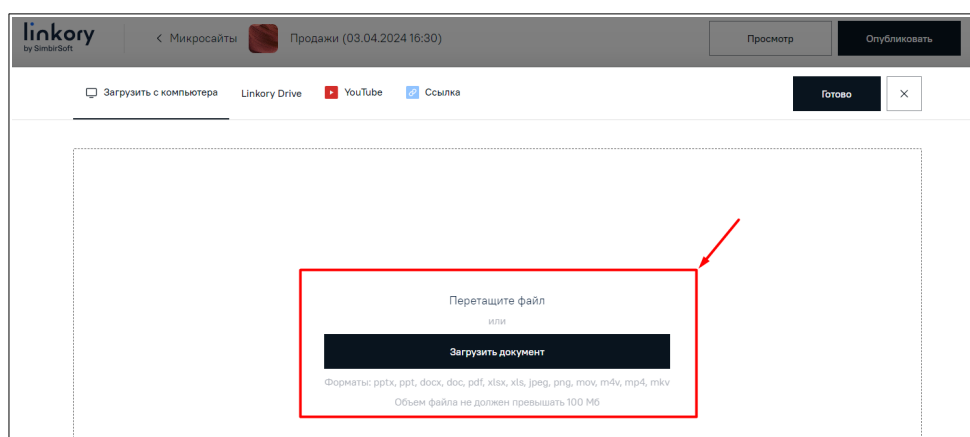 linkory
by SimbirSoft
< Микросайты
Продажи (03.04.2024 16:30)
Просмотр
Опубликовать
Загрузить с компьютера
Linkory Drive
YouTube
Ссылка
Готово
Перетащите файл
или
Загрузить документ
Форматы: pptx, ppt, docx, doc, pdf, xlsx, xls, jpeg, png, mov, m4v, mp4, mkv
Объем файла не должен превышать 100 Мб